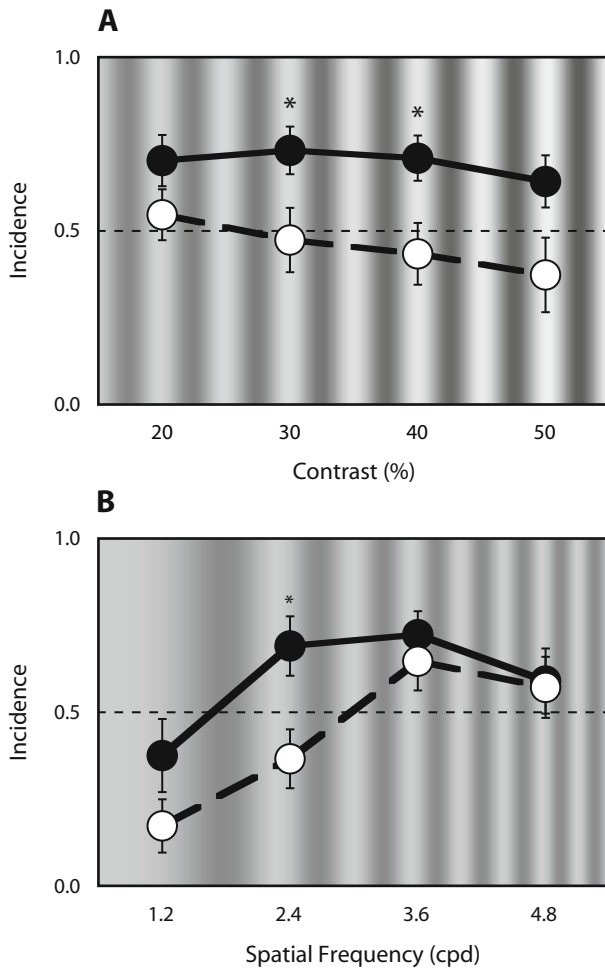 A
1.0
*
*
Incidence
0.5
0.0
20 30 40 50
Contrast (%)
B
1.0
*
Incidence
0.5
0.0
1.2 2.4 3.6 4.8
Spatial Frequency (cpd)